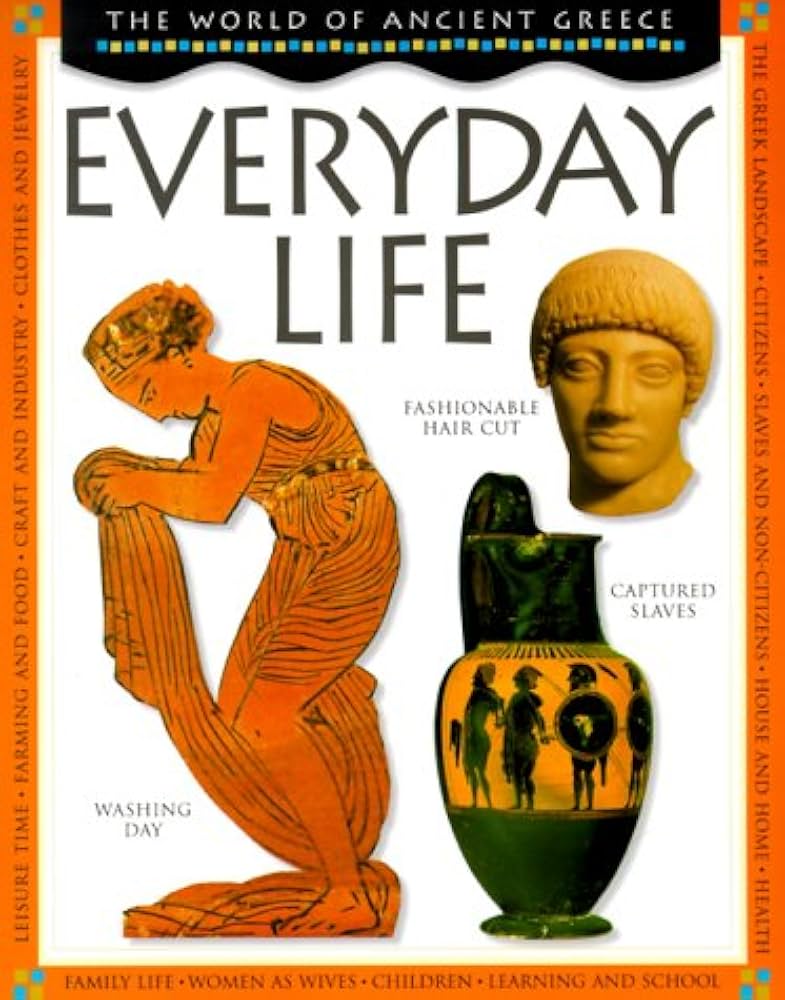 THE WORLD OF ANCIENT GREECE
EVERYDAY
LIFE
FASHIONABLE
HAIR CUT
CAPTURED
SLAVES
WASHING
DAY
LEISURE TIME • FARMING AND FOOD • CRAFT AND INDUSTRY • CLOTHES AND JEWELRY
THE GREEK LANDSCAPE • CITIZENS • SLAVES AND NON-CITIZENS • HOUSE AND HOME • HEALTH
FAMILY LIFE • WOMEN AS WIVES • CHILDREN • LEARNING AND SCHOOL